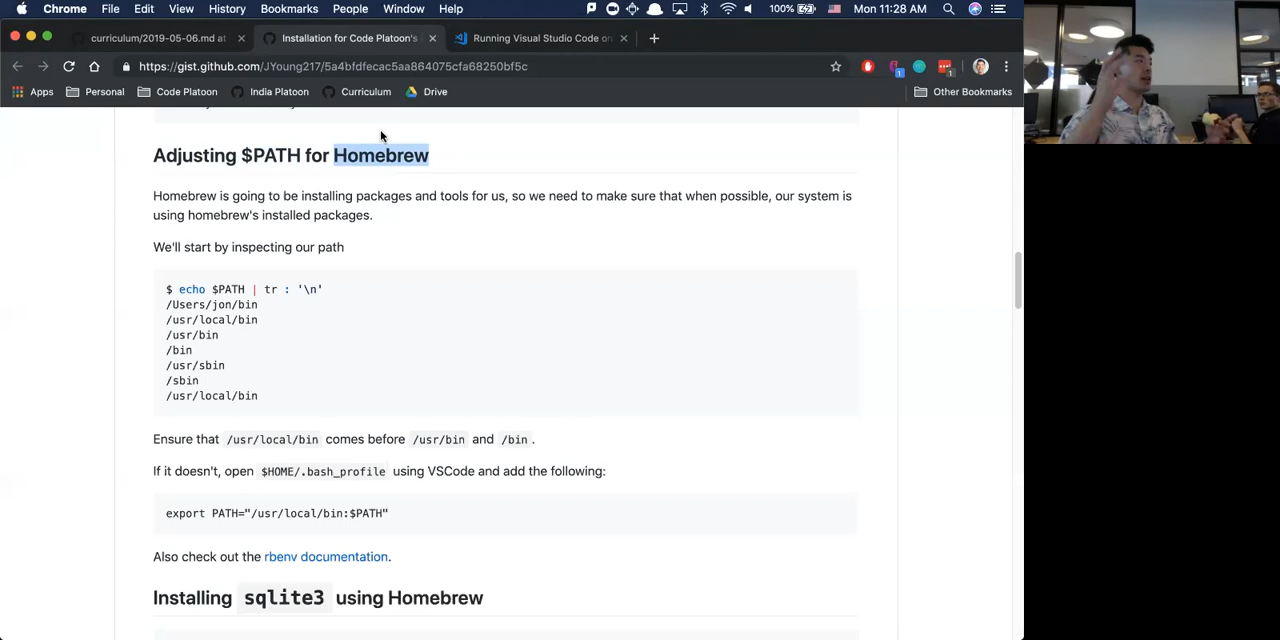 Chrome File Edit View History Bookmarks People Window Help 100% Mon 11:28 AM
curriculum/2019-05-06.md at Installation for Code Platoon's Running Visual Studio Code on
https://gist.github.com/JYoung217/5a4bfdfecac5aa864075cfa68250bf5c
Apps Personal Code Platoon India Platoon Curriculum Drive Other Bookmarks
Adjusting $PATH for Homebrew
Homebrew is going to be installing packages and tools for us, so we need to make sure that when possible, our system is
using homebrew's installed packages.
We'll start by inspecting our path
$ echo $PATH | tr : '\n'
/Users/jon/bin
/usr/local/bin
/usr/bin
/bin
/usr/sbin
/sbin
/usr/local/bin
Ensure that /usr/local/bin comes before /usr/bin and /bin .
If it doesn't, open $HOME/.bash_profile using VSCode and add the following:
export PATH="/usr/local/bin:$PATH"
Also check out the rbenv documentation.
Installing sqlite3 using Homebrew